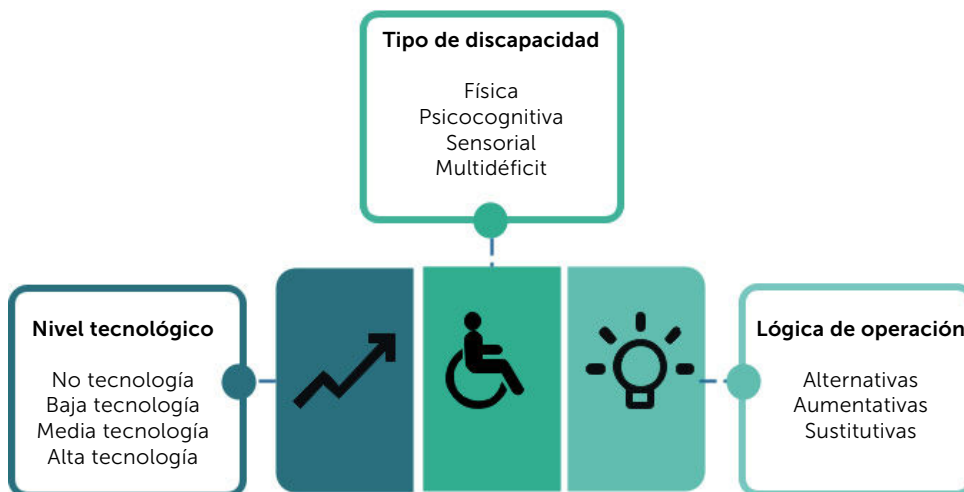 Tipo de discapacidad
Física
Psicocognitiva
Sensorial
Multidéficit
Nivel tecnológico
No tecnología
Baja tecnología
Media tecnología
Alta tecnología
Lógica de operación
Alternativas
Aumentativas
Sustitutivas